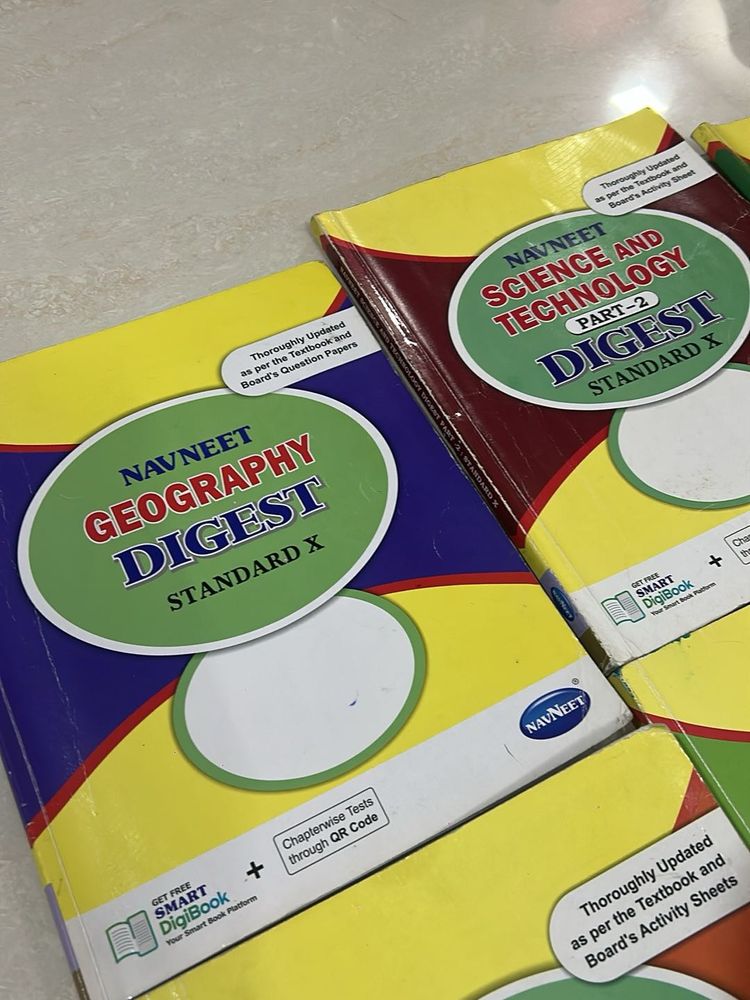 Thoroughly Updated
as per the Textbook and
Board's Question Papers
NAVNEET
GEOGRAPHY
DIGEST
STANDARD X
NAVNEET
®
GET FREE
SMART
DigiBook
Your Smart Book Platform
+
Chapterwise Tests
through QR Code
Thoroughly Updated
as per the Textbook and
Board's Activity Sheet
NAVNEET
SCIENCE AND
TECHNOLOGY
PART-2
DIGEST
STANDARD X
GET FREE
SMART
DigiBook
Your Smart Book Platform
+
Thoroughly Updated
as per the Textbook and
Board's Activity Sheets